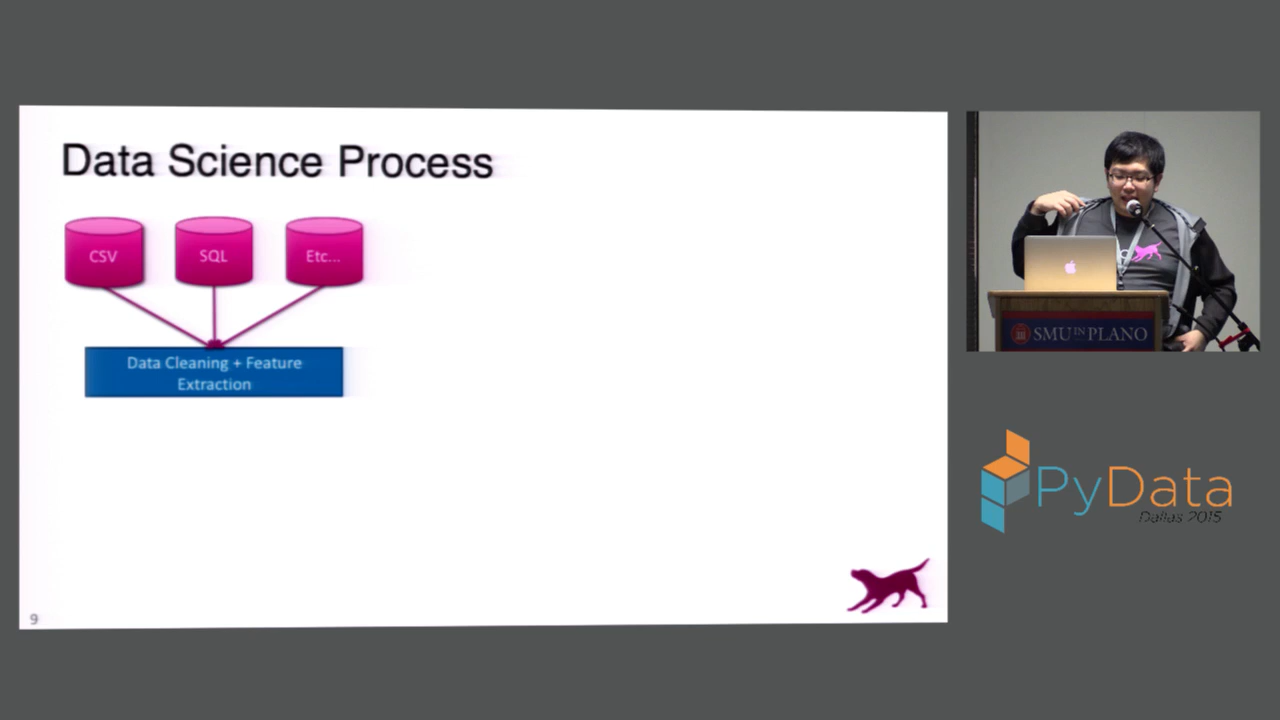 Data Science Process
CSV
SQL
Etc...
Data Cleaning + Feature
Extraction
9
SMU IN PLANO
PyData
Dallas 2015